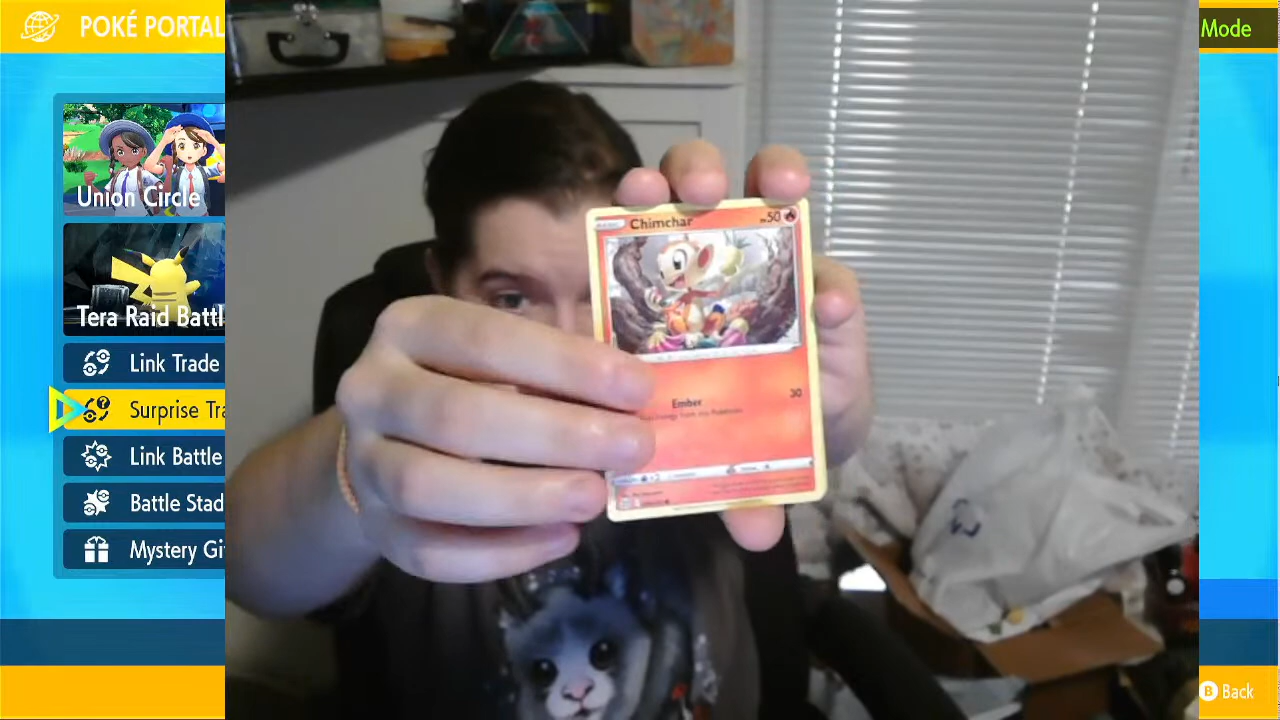 POKÉ PORTAL
Mode
Union Circle
Tera Raid Battl
Link Trade
Surprise Tra
Link Battle
Battle Stad
Mystery Gi
Chimchar
50
Ember
30
Back